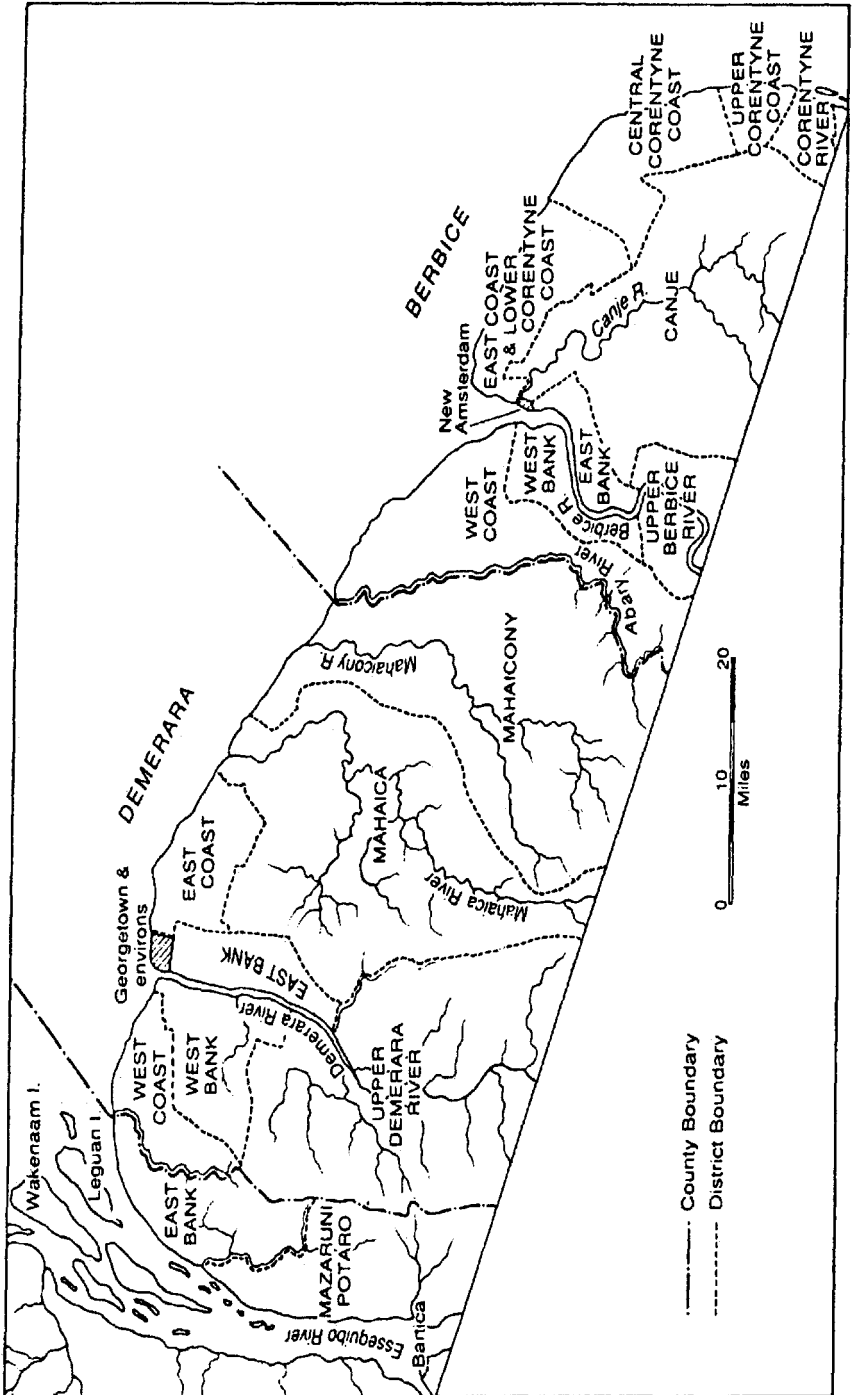 Wakenaam I.
Leguan I.
Essequibo River
Banica
EAST
BANK
MAZARUNI
POTARO
WEST
COAST
WEST
BANK
Georgetown &
environs
DEMERARA
EAST
COAST
EAST BANK
Demerara River
UPPER
DEMERARA
RIVER
MAHAICA
Mahaica River
Mahaicony R.
MAHAICONY
Abary
River
BERBICE
WEST
COAST
WEST
BANK
New
Amsterdam
Berbice R.
EAST
BANK
UPPER
BERBICE
RIVER
EAST COAST
& LOWER
CORENTYNE
COAST
Canje R.
CANJE
CENTRAL
CORENTYNE
COAST
UPPER
CORENTYNE
COAST
CORENTYNE
RIVER
County Boundary
District Boundary
0 10 20
Miles